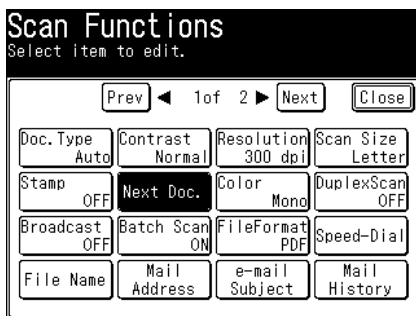 Scan Functions
Select item to edit.
Prev ◀ 1of 2 ▶ Next Close
Doc.Type Contrast Resolution Scan Size
Auto Normal 300 dpi Letter
Stamp Next Doc. Color DuplexScan
OFF Mono OFF
Broadcast Batch Scan FileFormat Speed-Dial
OFF ON PDF
File Name Mail e-mail Mail
Address Subject History